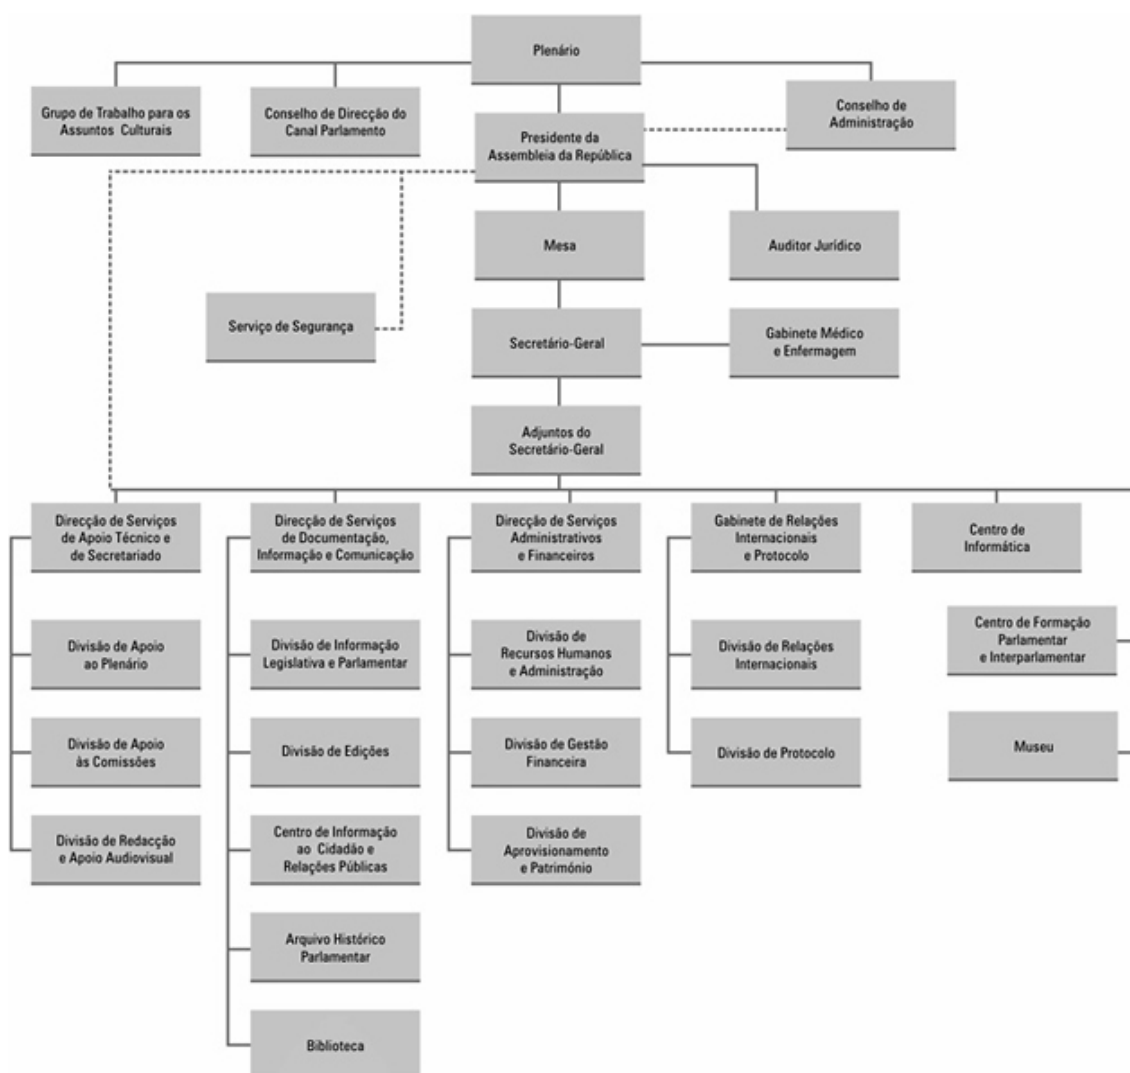 Plenário
Grupo de Trabalho para os
Assuntos Culturais
Conselho de Direcção do
Canal Parlamento
Conselho de
Administração
Presidente da
Assembleia da República
Mesa
Auditor Jurídico
Serviço de Segurança
Secretário-Geral
Gabinete Médico
e Enfermagem
Adjuntos do
Secretário-Geral
Direcção de Serviços
de Apoio Técnico e
de Secretariado
Direcção de Serviços
de Documentação,
Informação e Comunicação
Direcção de Serviços
Administrativos
e Financeiros
Gabinete de Relações
Internacionais
e Protocolo
Centro de
Informática
Divisão de Apoio
ao Plenário
Divisão de Informação
Legislativa e Parlamentar
Divisão de
Recursos Humanos
e Administração
Divisão de Relações
Internacionais
Centro de Formação
Parlamentar
e Interparlamentar
Divisão de Apoio
às Comissões
Divisão de Edições
Divisão de Gestão
Financeira
Divisão de Protocolo
Museu
Divisão de Redacção
e Apoio Audiovisual
Centro de Informação
ao Cidadão e
Relações Públicas
Divisão de
Aprovisionamento
e Património
Arquivo Histórico
Parlamentar
Biblioteca